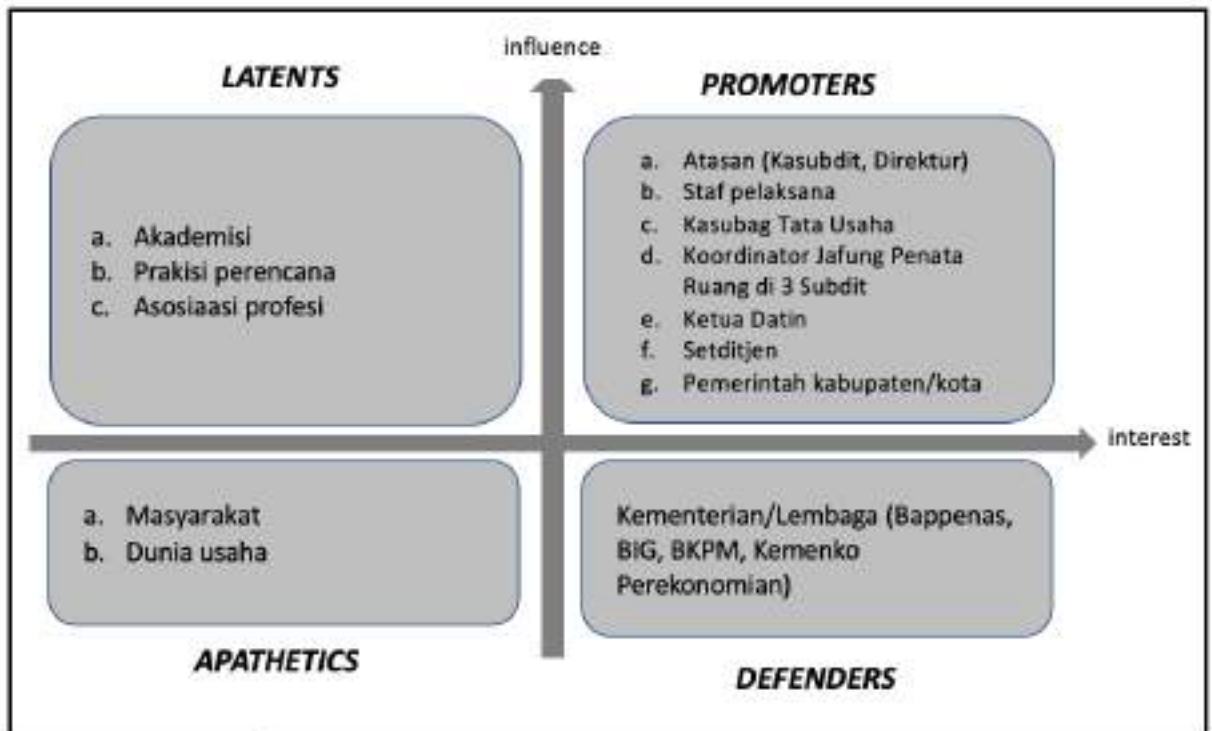 influence
LATENTS
PROMOTERS
a. Akademisi
b. Prakisi perencana
c. Asosiaasi profesi
a. Atasan (Kasubdit, Direktur)
b. Staf pelaksana
c. Kasubag Tata Usaha
d. Koordinator Jafung Penata
Ruang di 3 Subdit
e. Ketua Datin
f. Setditjen
g. Pemerintah kabupaten/kota
interest
a. Masyarakat
b. Dunia usaha
Kementerian/Lembaga (Bappenas,
BIG, BKPM, Kemenko
Perekonomian)
APATHETICS
DEFENDERS